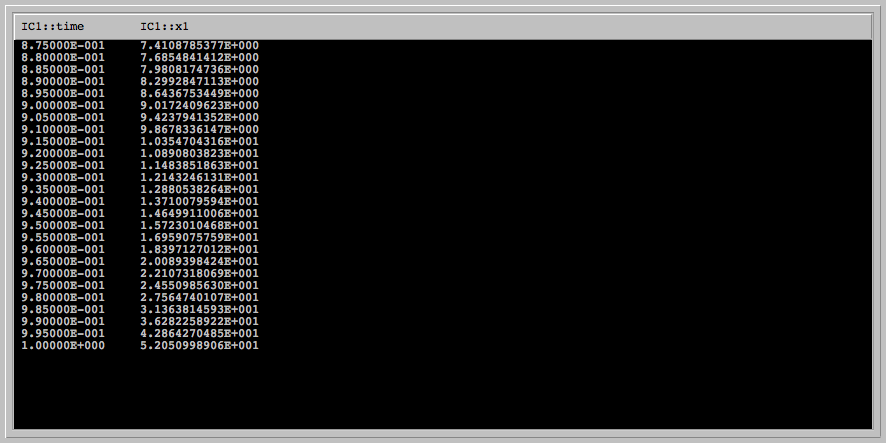 IC1::time IC1::x1
8.75000E-001 7.4108785377E+000
8.80000E-001 7.6854841412E+000
8.85000E-001 7.9808174736E+000
8.90000E-001 8.2992847113E+000
8.95000E-001 8.6436753449E+000
9.00000E-001 9.0172409623E+000
9.05000E-001 9.4237941352E+000
9.10000E-001 9.8678336147E+000
9.15000E-001 1.0354704316E+001
9.20000E-001 1.0890803823E+001
9.25000E-001 1.1483851863E+001
9.30000E-001 1.2143246131E+001
9.35000E-001 1.2880538264E+001
9.40000E-001 1.3710079594E+001
9.45000E-001 1.4649911006E+001
9.50000E-001 1.5723010468E+001
9.55000E-001 1.6959075759E+001
9.60000E-001 1.8397127012E+001
9.65000E-001 2.0089398424E+001
9.70000E-001 2.2107318069E+001
9.75000E-001 2.4550985630E+001
9.80000E-001 2.7564740107E+001
9.85000E-001 3.1363814593E+001
9.90000E-001 3.6282258922E+001
9.95000E-001 4.2864270485E+001
1.00000E+000 5.2050998906E+001